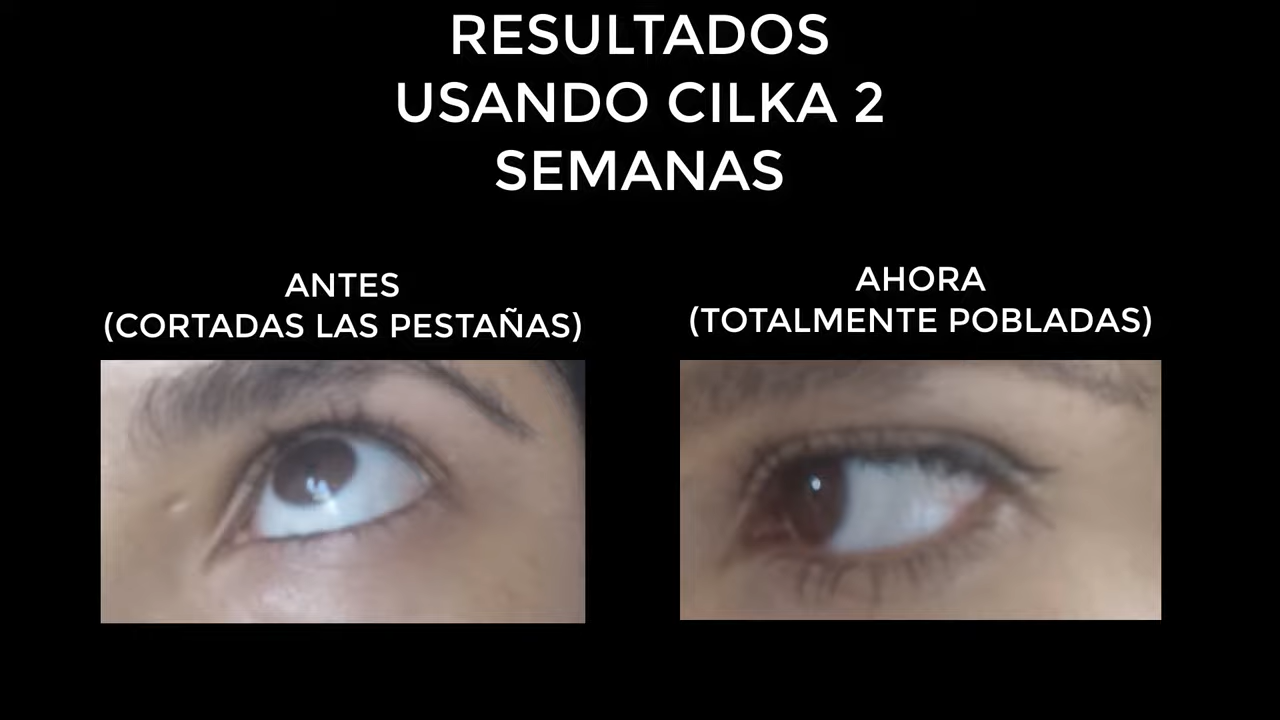 RESULTADOS
USANDO CILKA 2
SEMANAS
ANTES
(CORTADAS LAS PESTAÑAS)
AHORA
(TOTALMENTE POBLADAS)